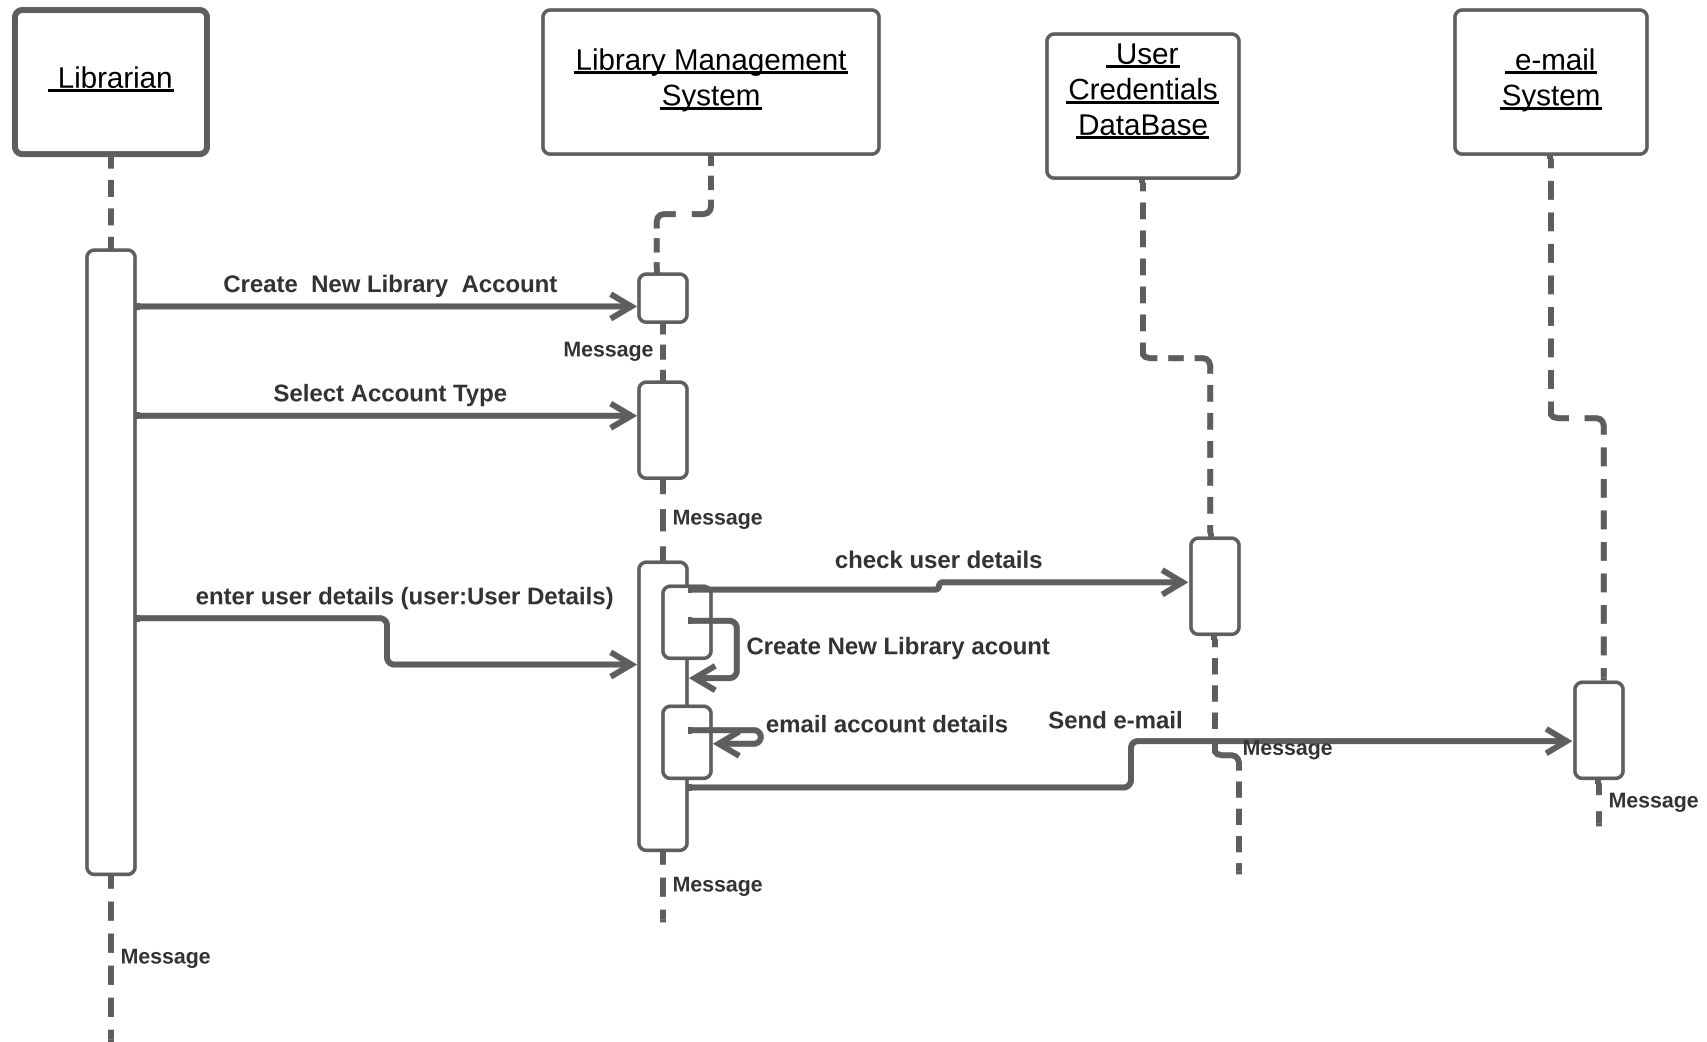 Librarian
Library Management
System
User
Credentials
DataBase
e-mail
System
Create New Library Account
Message
Select Account Type
Message
check user details
enter user details (user:User Details)
Create New Library acount
email account details
Send e-mail
Message
Message
Message
Message